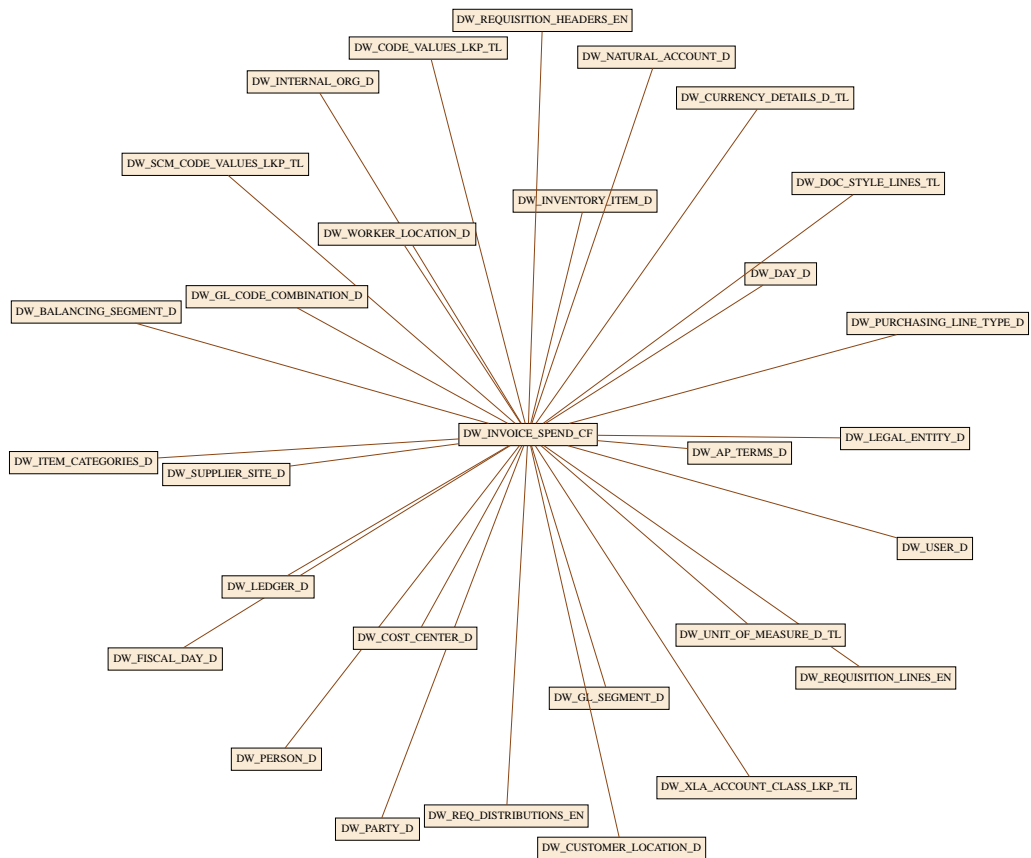 DW_REQUISITION_HEADERS_EN
DW_CODE_VALUES_LKP_TL
DW_NATURAL_ACCOUNT_D
DW_INTERNAL_ORG_D
DW_CURRENCY_DETAILS_D_TL
DW_SCM_CODE_VALUES_LKP_TL
DW_DOC_STYLE_LINES_TL
DW_INVENTORY_ITEM_D
DW_WORKER_LOCATION_D
DW_DAY_D
DW_GL_CODE_COMBINATION_D
DW_BALANCING_SEGMENT_D
DW_PURCHASING_LINE_TYPE_D
DW_INVOICE_SPEND_CF
DW_LEGAL_ENTITY_D
DW_AP_TERMS_D
DW_ITEM_CATEGORIES_D
DW_SUPPLIER_SITE_D
DW_USER_D
DW_LEDGER_D
DW_COST_CENTER_D
DW_UNIT_OF_MEASURE_D_TL
DW_FISCAL_DAY_D
DW_REQUISITION_LINES_EN
DW_GL_SEGMENT_D
DW_PERSON_D
DW_XLA_ACCOUNT_CLASS_LKP_TL
DW_REQ_DISTRIBUTIONS_EN
DW_PARTY_D
DW_CUSTOMER_LOCATION_D